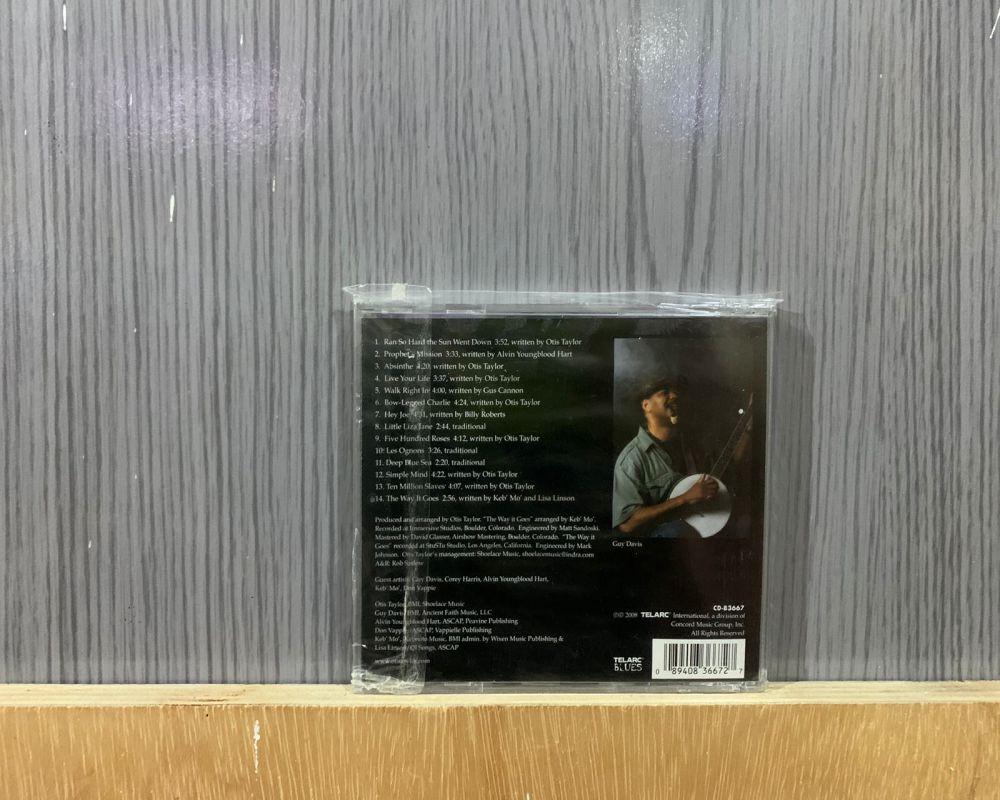 1. Ran So Hard the Sun Went Down 3:52, written by Otis Taylor
2. Prophet's Mission 3:33, written by Alvin Youngblood Hart
3. Absinthe 4:20, written by Otis Taylor
4. Live Your Life 3:37, written by Otis Taylor
5. Walk Right In 4:00, written by Gus Cannon
6. Bow-Legged Charlie 4:24, written by Otis Taylor
7. Hey Joe written by Billy Roberts
8. Little Liza Jane 2:44, traditional
9. Five Hundred Roses 4:12, written by Otis Taylor
10. Les Ognons 3:26, traditional
11. Deep Blue Sea 2:20, traditional
12. Simple Mind 4:22, written by Otis Taylor
13. Ten Million Slaves 4:07, written by Otis Taylor
14. The Way It Goes 2:56, written by Keb' Mo' and Lisa Linson
Produced and arranged by Otis Taylor. "The Way it Goes" arranged by Keb' Mo'.
Recorded at Immersive Studios, Boulder, Colorado. Engineered by Matt Sandoski.
Mastered by David Glasser, Airshow Mastering, Boulder, Colorado. "The Way it
Goes" recorded at StuStu Studio, Los Angeles, California. Engineered by Mark
Johnson. Otis Taylor's management: Shoelace Music, shoelacemusic@indra.com
A&R: Rob
Guest artists Guy Davis, Corey Harris, Alvin Youngblood Hart,
Keb' Mo', Don Vappie
Otis Taylor, BMI, Shoelace Music
Guy Davis, BMI, Ancient Faith Music, LLC
Alvin Youngblood Hart, ASCAP, Peavine Publishing
Don Vappie, ASCAP, Vappielle Publishing
Keb' Mo', Music, BMI admin. by Wixen Music Publishing &
Lisa Linson/ Songs, ASCAP
Guy Davis
CD-83667
©℗ 2008 TELARC® International, a division of
Concord Music Group, Inc.
All Rights Reserved
TELARC®
BLUES
0 89408 36672 7